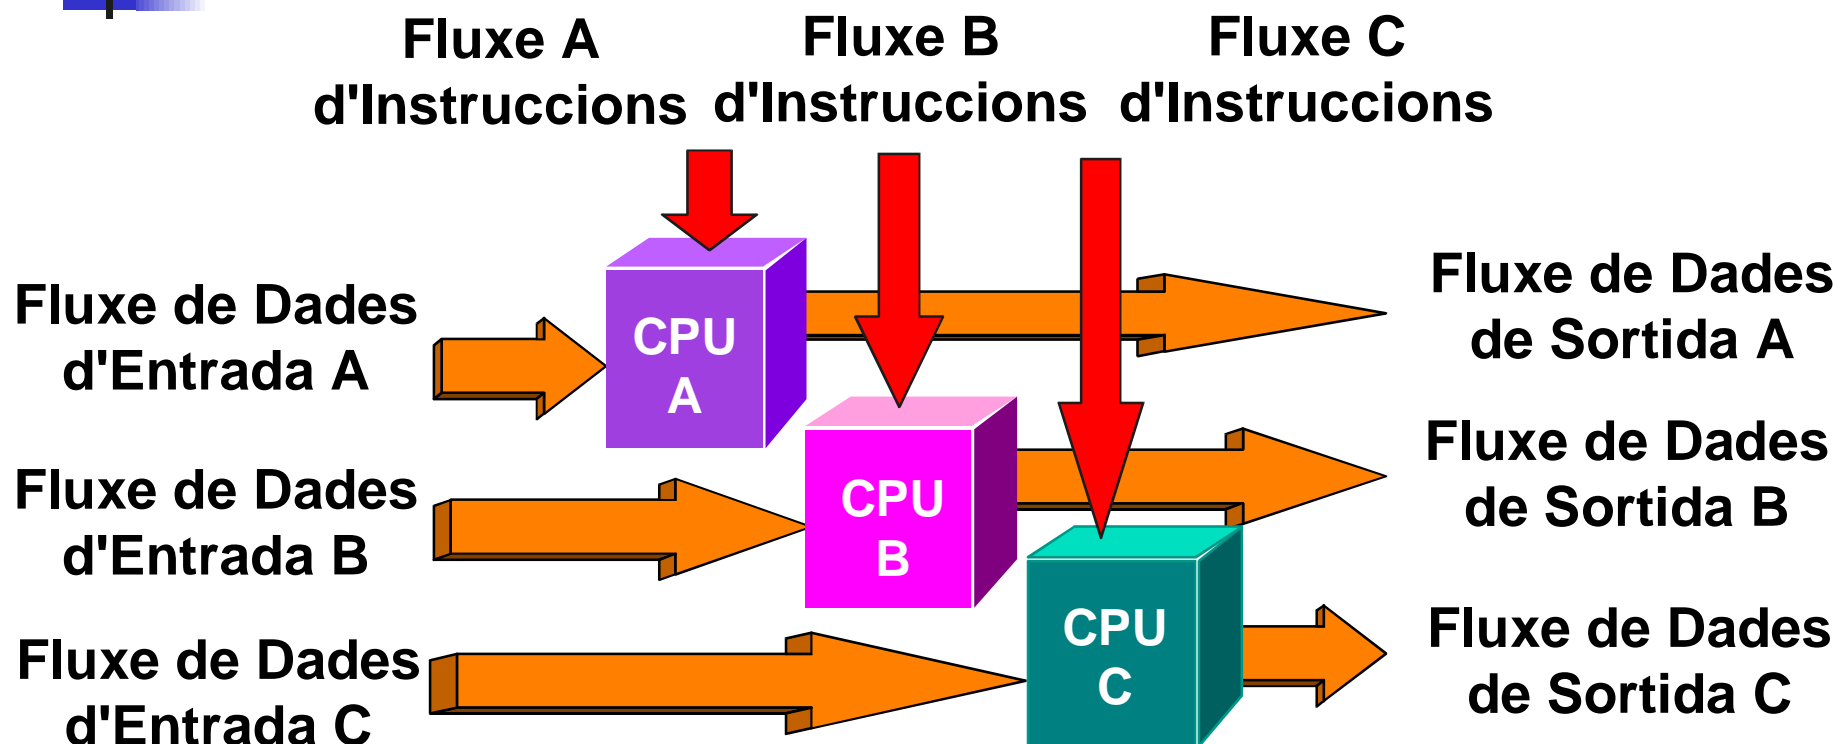 Fluxe A
d'Instruccions
Fluxe B
d'Instruccions
Fluxe C
d'Instruccions
Fluxe de Dades
d'Entrada A
CPU
A
Fluxe de Dades
de Sortida A
Fluxe de Dades
d'Entrada B
CPU
B
Fluxe de Dades
de Sortida B
Fluxe de Dades
d'Entrada C
CPU
C
Fluxe de Dades
de Sortida C